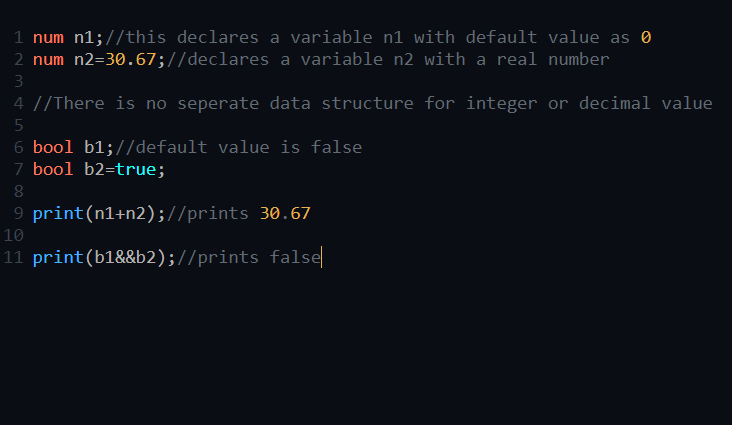 1 num n1;//this declares a variable n1 with default value as 0
2 num n2=30.67;//declares a variable n2 with a real number
3
4 //There is no seperate data structure for integer or decimal value
5
6 bool b1;//default value is false
7 bool b2=true;
8
9 print(n1+n2);//prints 30.67
10
11 print(b1&&b2);//prints false